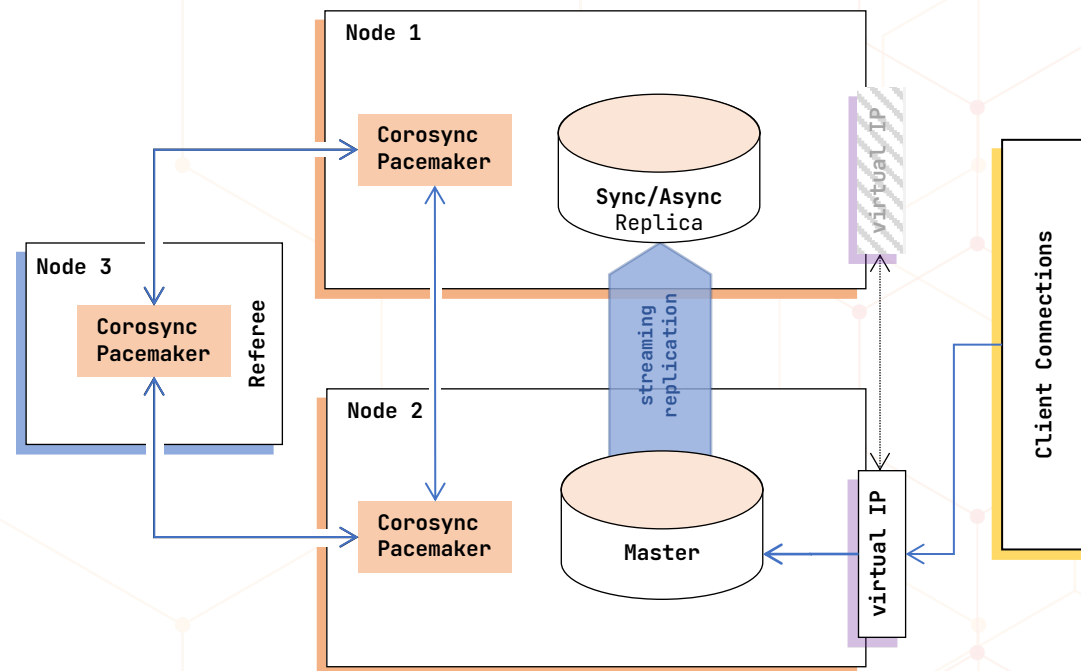 Node 1
Corosync
Pacemaker
Sync/Async
Replica
virtual IP
Node 3
Corosync
Pacemaker
Referee
streaming
replication
Client Connections
Node 2
Corosync
Pacemaker
Master
virtual IP